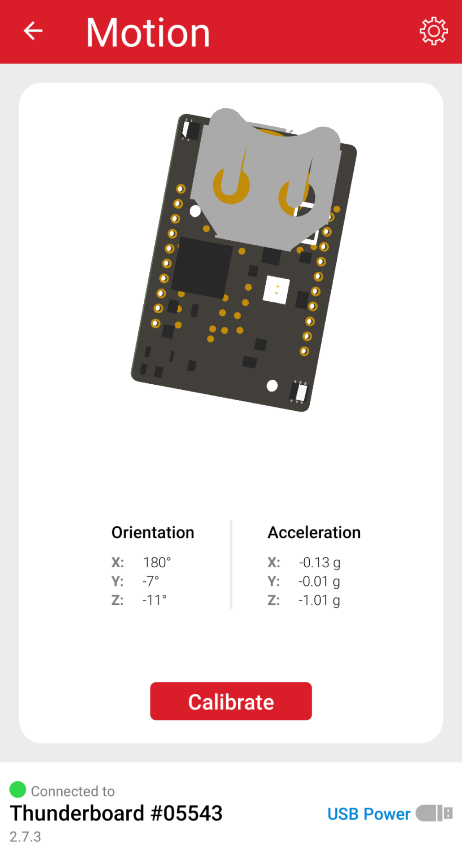 Motion
Orientation
X: 180°
Y: -7°
Z: -11°
Acceleration
X: -0.13 g
Y: -0.01 g
Z: -1.01 g
Calibrate
Connected to
Thunderboard #05543
USB Power
2.7.3